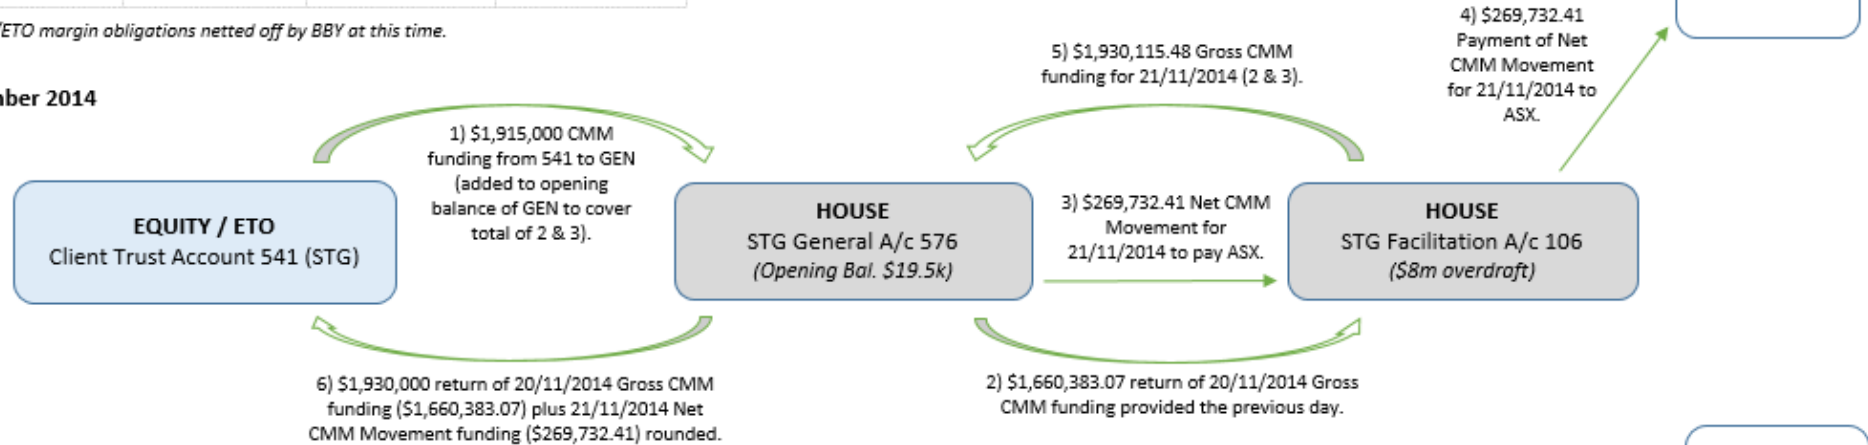 /ETO margin obligations netted off by BBY at this time.
4) $269,732.41
Payment of Net
CMM Movement
for 21/11/2014 to
ASX.
5) $1,930,115.48 Gross CMM
funding for 21/11/2014 (2 & 3).
mber 2014
1) $1,915,000 CMM
funding from 541 to GEN
(added to opening
balance of GEN to cover
total of 2 & 3).
EQUITY / ETO
Client Trust Account 541 (STG)
HOUSE
STG General A/c 576
(Opening Bal. $19.5k)
3) $269,732.41 Net CMM
Movement for
21/11/2014 to pay ASX.
HOUSE
STG Facilitation A/c 106
($8m overdraft)
6) $1,930,000 return of 20/11/2014 Gross CMM
funding ($1,660,383.07) plus 21/11/2014 Net
CMM Movement funding ($269,732.41) rounded.
2) $1,660,383.07 return of 20/11/2014 Gross
CMM funding provided the previous day.